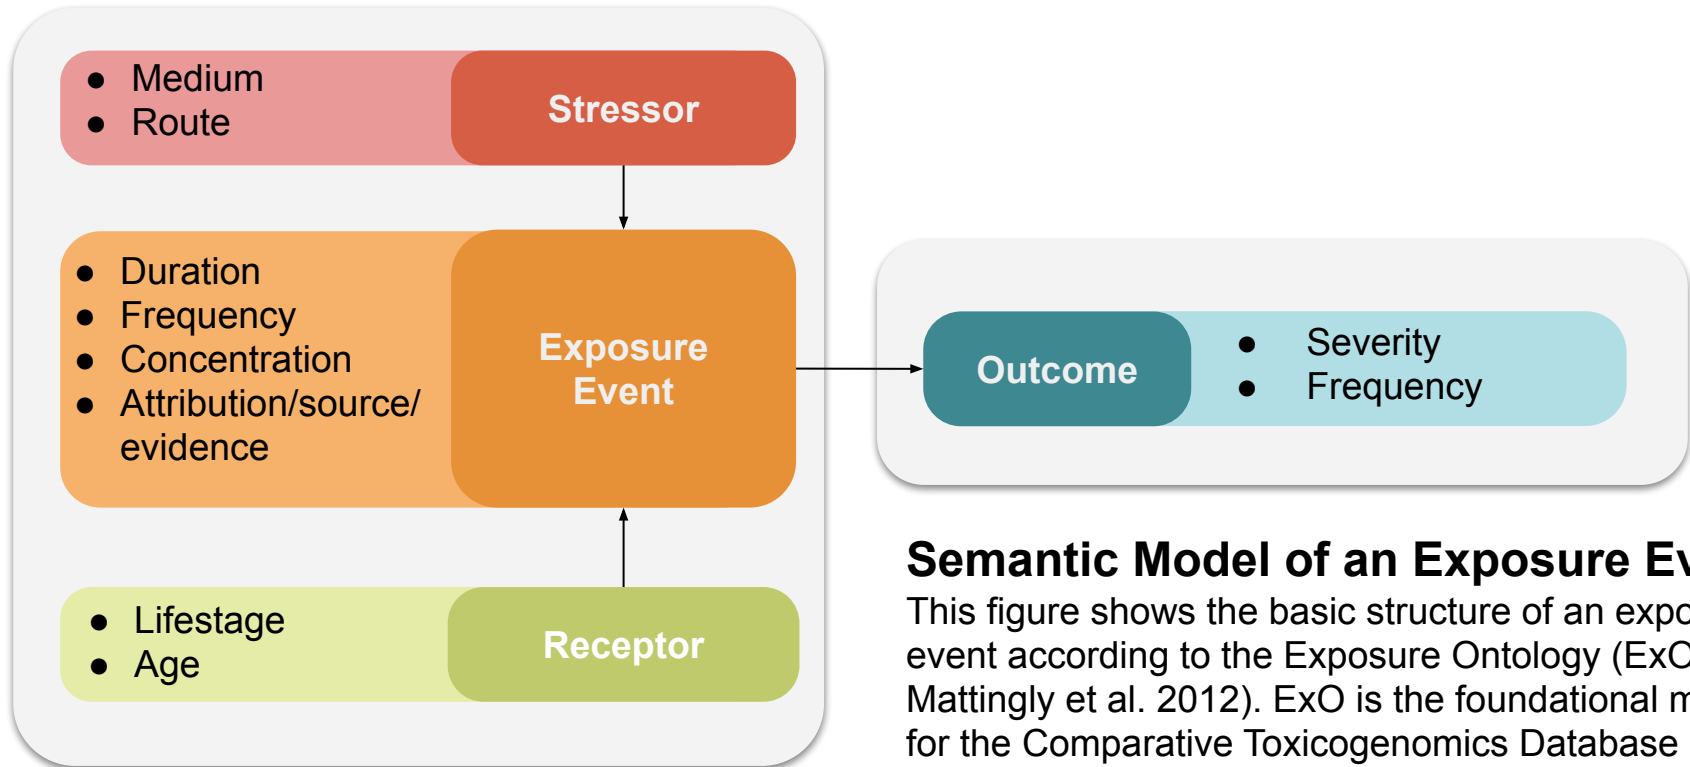 Medium
Route
Stressor
Duration
Frequency
Concentration
Attribution/source/
evidence
Exposure
Event
Lifestage
Age
Receptor
Outcome
Severity
Frequency
Semantic Model of an Exposure
This figure shows the basic structure of an
event according to the Exposure Ontology (ExO
Mattingly et al. 2012). ExO is the foundational
for the Comparative Toxicogenomics Database